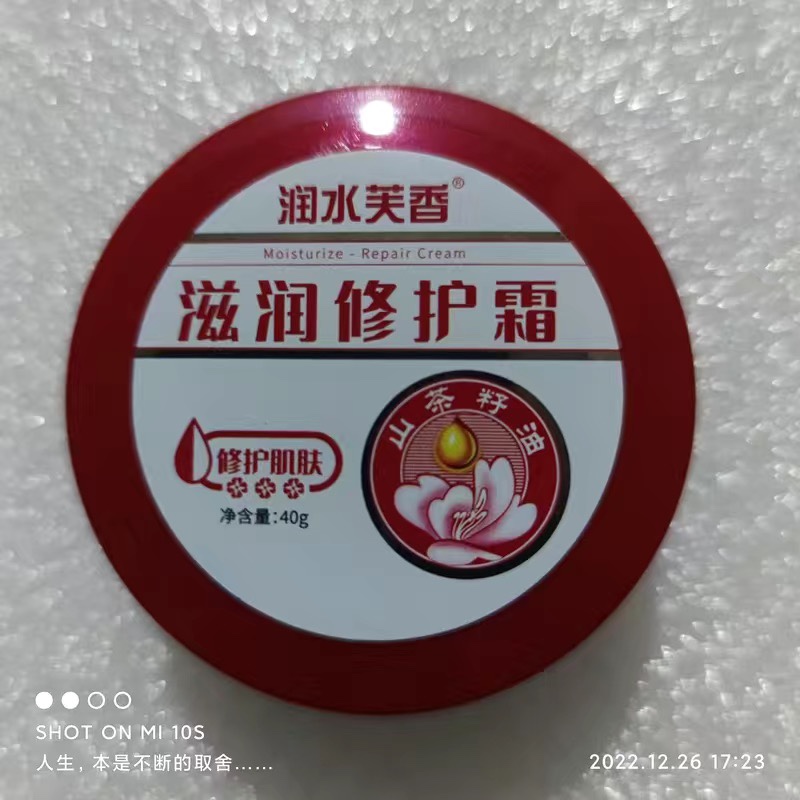 润水芙香®
Moisturize - Repair Cream
滋润修护霜
山茶籽油
修护肌肤
净含量:40g
SHOT ON MI 10S
人生，本是不断的取舍……
2022.12.26 17:23